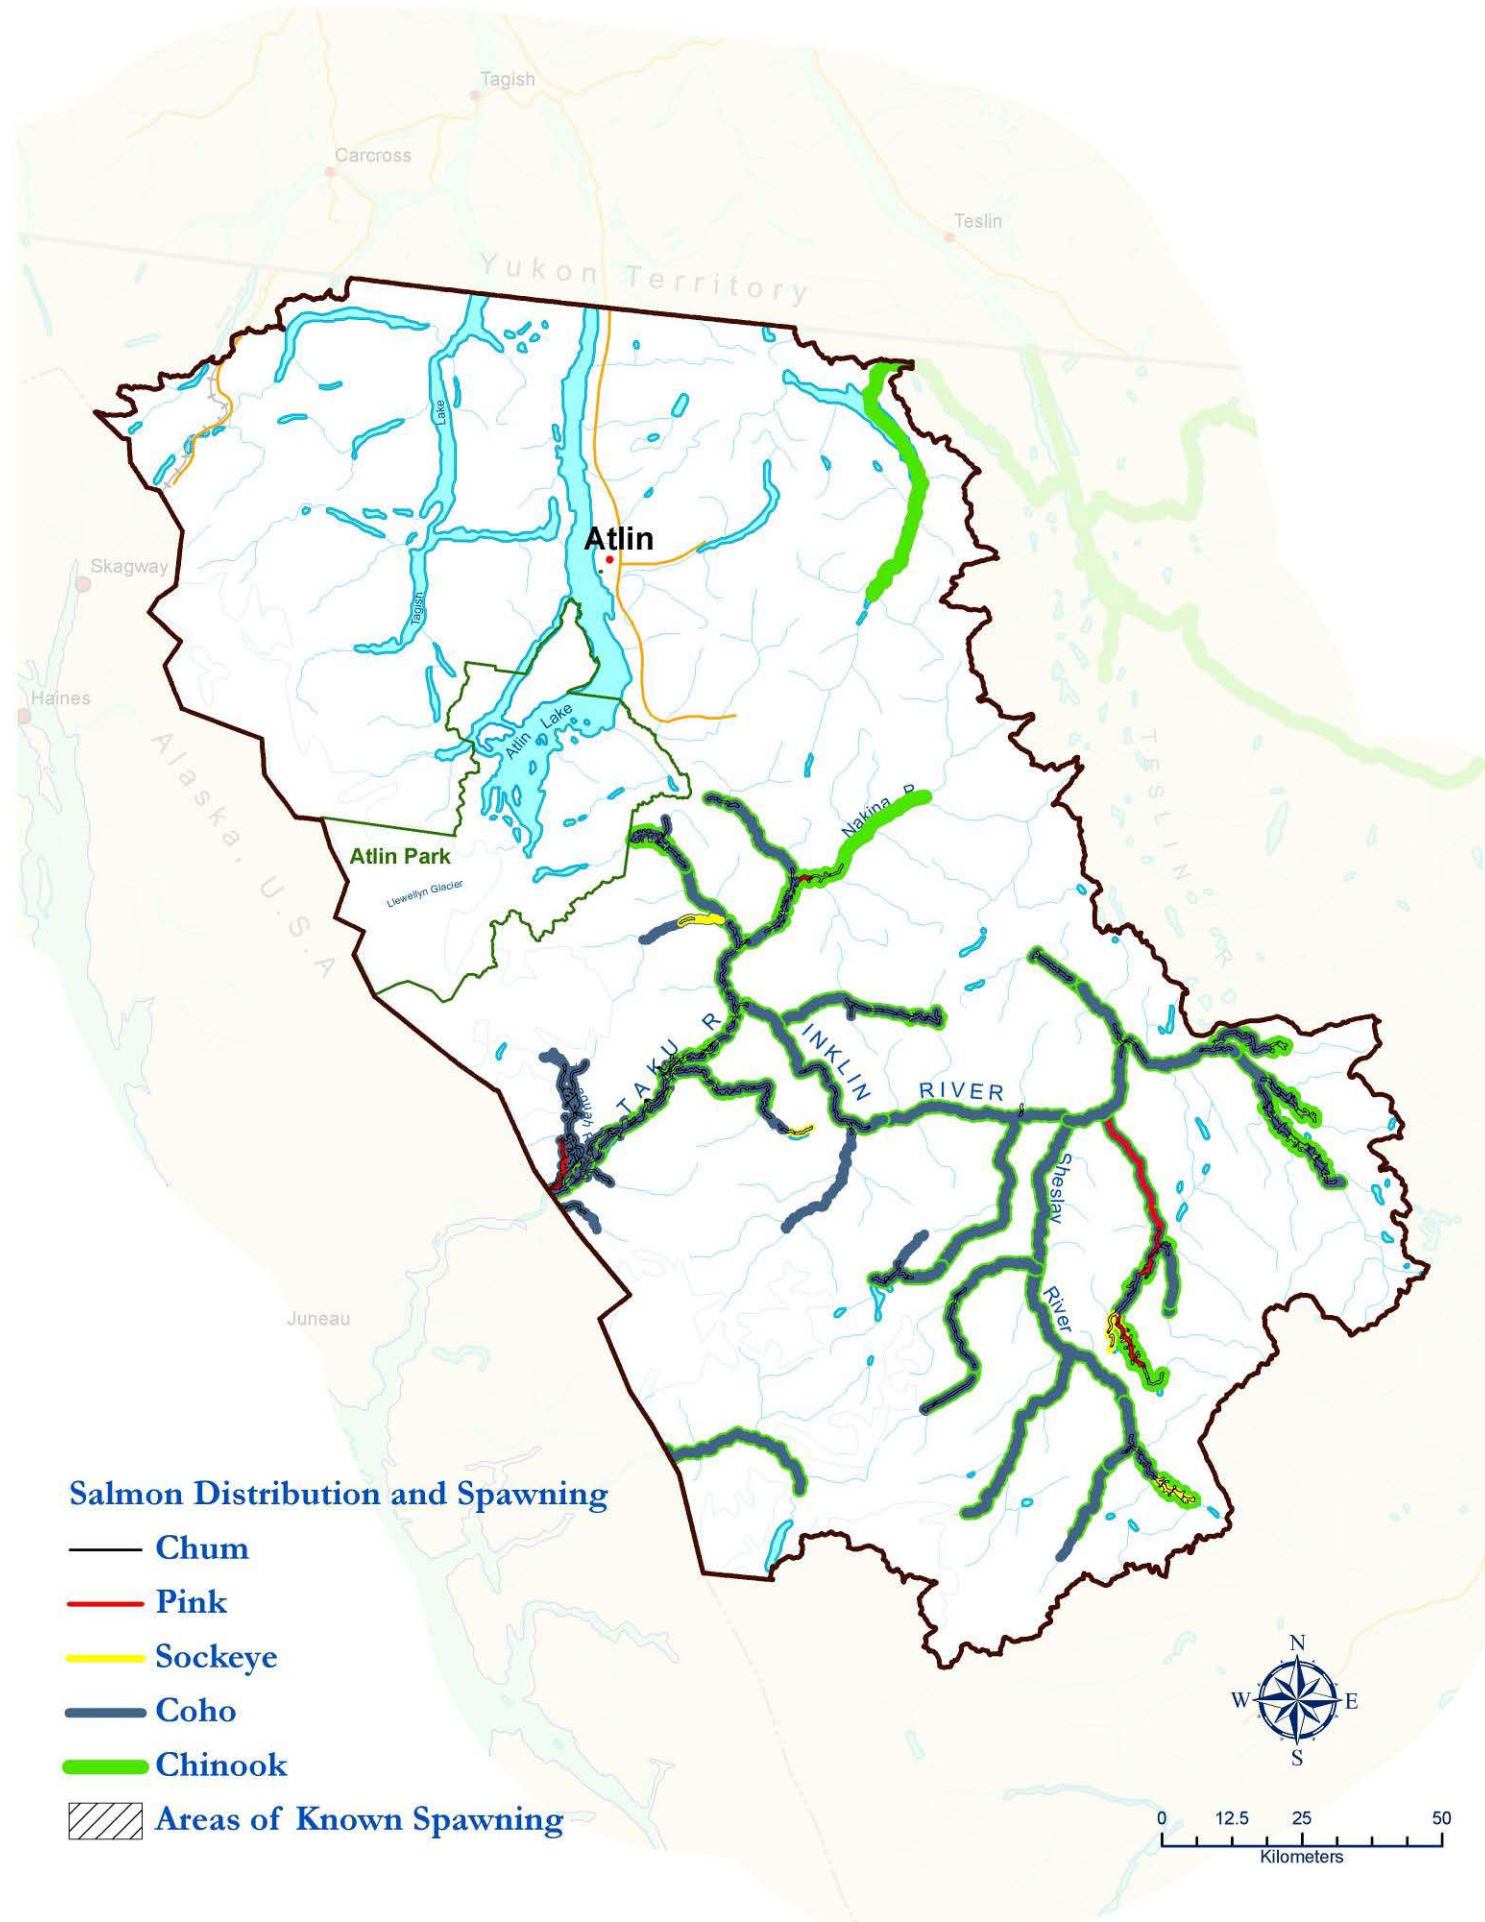 Tagish
Carcross
Teslin
Yukon Territory
Lake
Atlin
Skagway
Tagish
Haines
Atlin Lake
Alaska, U.S.A
TESLIN
Nakina R
Atlin Park
Llewellyn Glacier
TAKU R
INKLIN
RIVER
Sheslay
River
Juneau
Salmon Distribution and Spawning
Chum
Pink
Sockeye
Coho
Chinook
Areas of Known Spawning
N
W
E
S
0 12.5 25 50
Kilometers